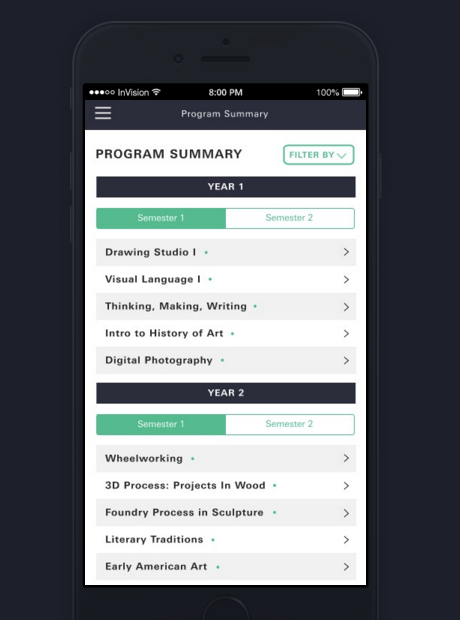 InVision 8:00 PM 100%
Program Summary
PROGRAM SUMMARY FILTER BY
YEAR 1
Semester 1 Semester 2
Drawing Studio I
Visual Language I
Thinking, Making, Writing
Intro to History of Art
Digital Photography
YEAR 2
Semester 1 Semester 2
Wheelworking
3D Process: Projects In Wood
Foundry Process in Sculpture
Literary Traditions
Early American Art